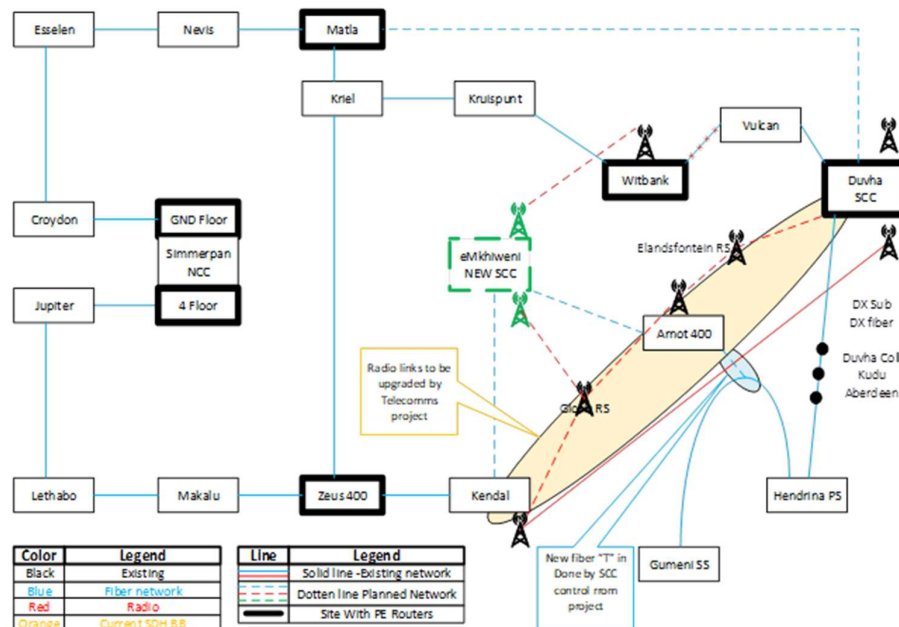 Esselen
Nevis
Matla
Kriel
Kruispunt
Vulcan
Witbank
Duvha
SCC
Croydon
GND Floor
Simmerpan
NCC
eMkhiweni
NEW SCC
Elandsfontein RS
Jupiter
4 Floor
Arnot 400
DX Sub
DX fiber
Duvha Coll
Kudu
Aberdeen
Radio links to be
upgraded by
Telecomms
project
RS
Lethabo
Makalu
Zeus 400
Kendal
Hendrina PS
New fiber "T" in
Done by SCC
control rrom
project
Gumeni SS
Color Legend
Black Existing
Blue Fiber network
Red Radio
Orange Current SDH BB
Line Legend
Solid line -Existing network
Dotten line Planned Network
Site With PE Routers